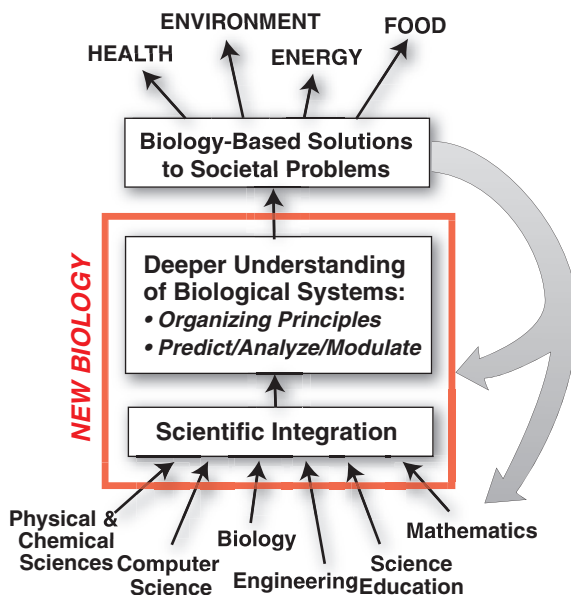 ENVIRONMENT
FOOD
HEALTH
ENERGY
Biology-Based Solutions
to Societal Problems
NEW BIOLOGY
Deeper Understanding
of Biological Systems:
• Organizing Principles
• Predict/Analyze/Modulate
Scientific Integration
Physical &
Chemical
Sciences
Computer
Science
Biology
Engineering
Science
Education
Mathematics